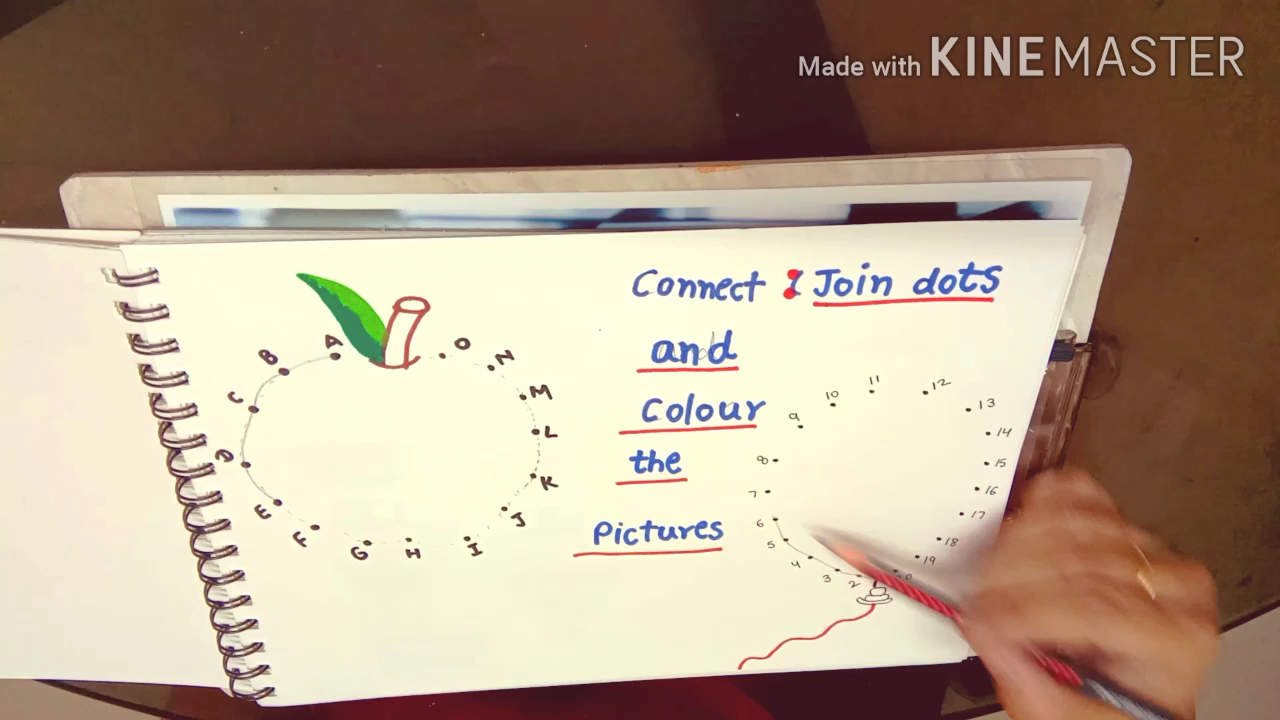 Made with KINEMASTER
Connect : Join dots
and
Colour
the
Pictures
A
B
C
D
E
F
G
H
I
J
K
L
M
N
O
2
3
4
5
6
7
8
9
10
11
12
13
14
15
16
17
18
19